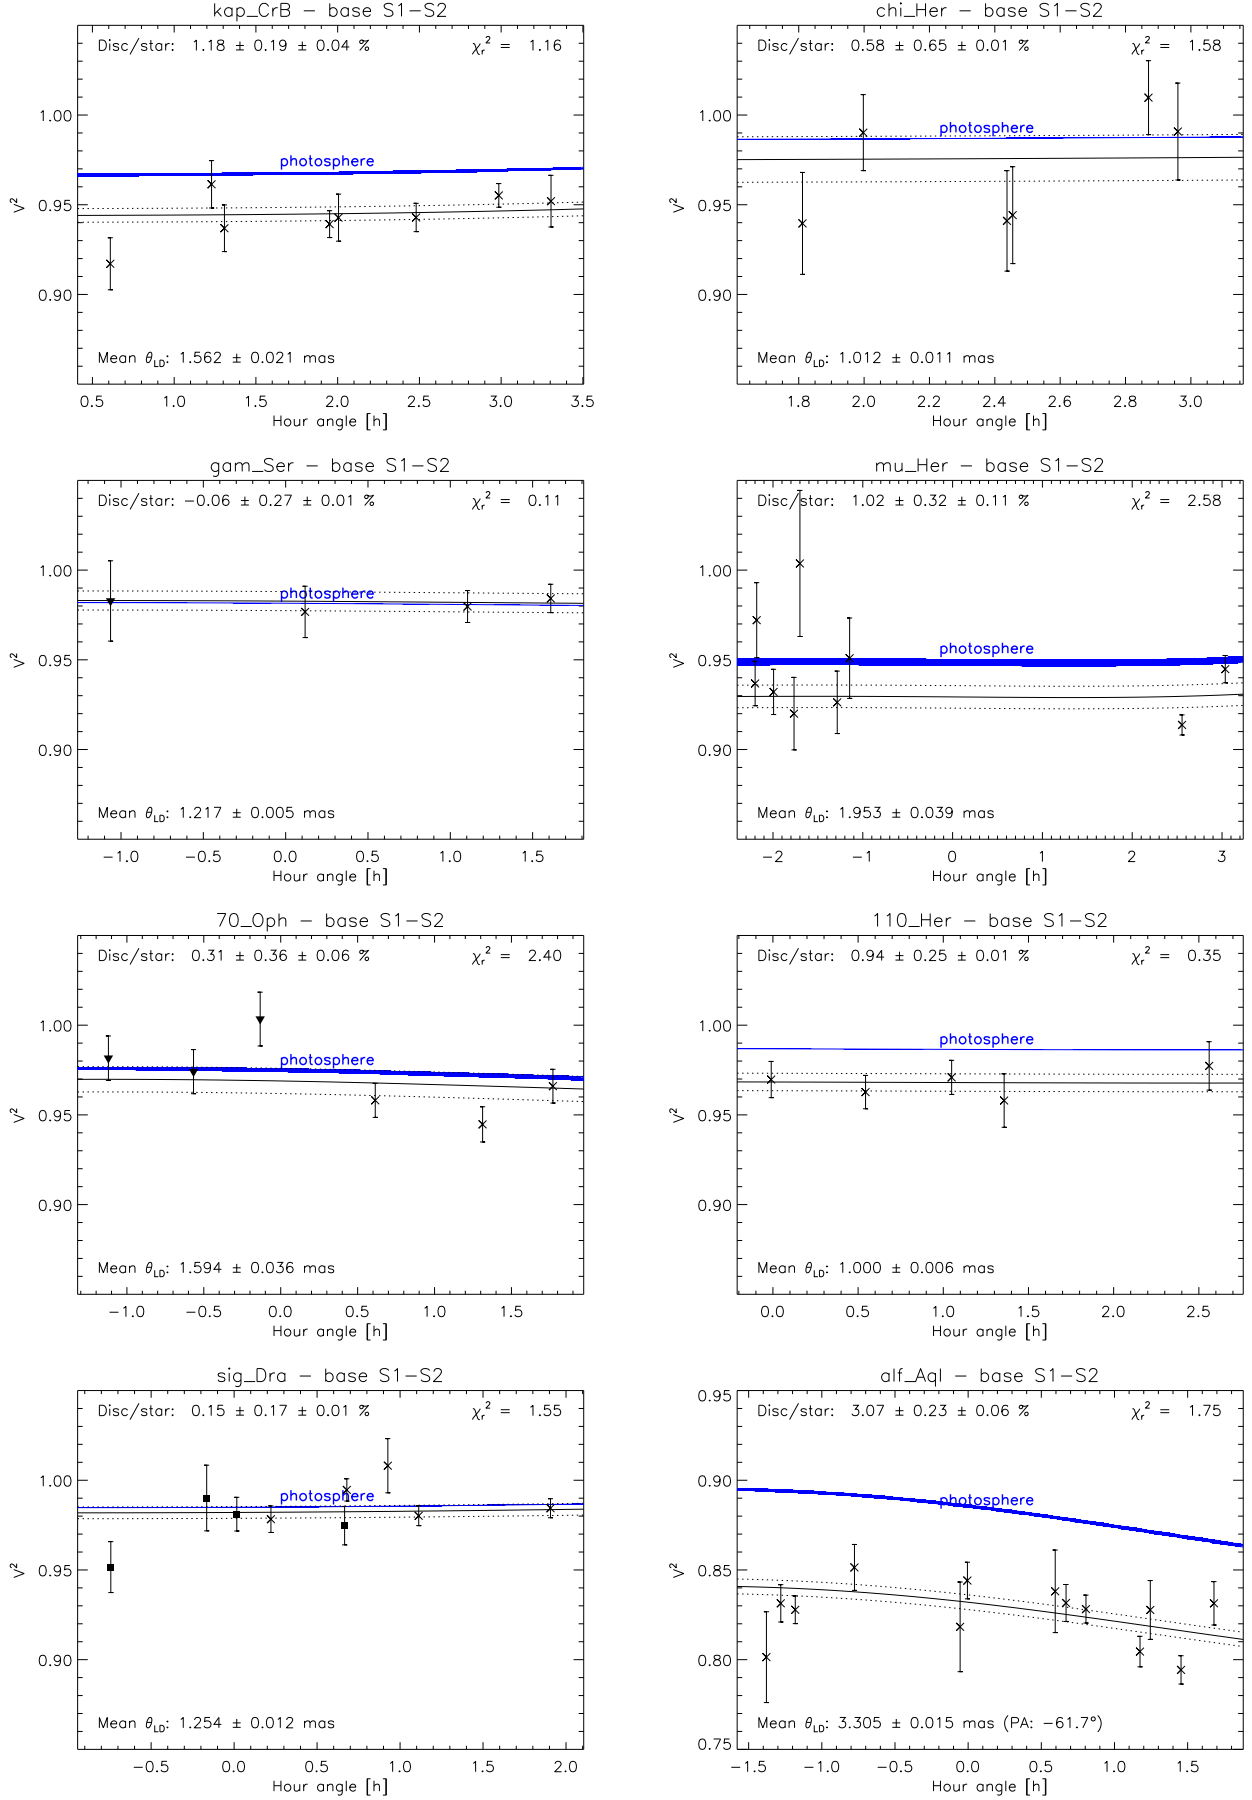 kap_CrB − base S1−S2
Disc/star: 1.18 ± 0.19 ± 0.04 %
χr² = 1.16
photosphere
Mean θLD: 1.562 ± 0.021 mas
V²
1.00
0.95
0.90
0.5 1.0 1.5 2.0 2.5 3.0 3.5
Hour angle [h]
chi_Her − base S1−S2
Disc/star: 0.58 ± 0.65 ± 0.01 %
χr² = 1.58
photosphere
Mean θLD: 1.012 ± 0.011 mas
V²
1.00
0.95
0.90
1.8 2.0 2.2 2.4 2.6 2.8 3.0
Hour angle [h]
gam_Ser − base S1−S2
Disc/star: −0.06 ± 0.27 ± 0.01 %
χr² = 0.11
photosphere
Mean θLD: 1.217 ± 0.005 mas
V²
1.00
0.95
0.90
−1.0 −0.5 0.0 0.5 1.0 1.5
Hour angle [h]
mu_Her − base S1−S2
Disc/star: 1.02 ± 0.32 ± 0.11 %
χr² = 2.58
photosphere
Mean θLD: 1.953 ± 0.039 mas
V²
1.00
0.95
0.90
−2 −1 0 1 2 3
Hour angle [h]
70_Oph − base S1−S2
Disc/star: 0.31 ± 0.36 ± 0.06 %
χr² = 2.40
photosphere
Mean θLD: 1.594 ± 0.036 mas
V²
1.00
0.95
0.90
−1.0 −0.5 0.0 0.5 1.0 1.5
Hour angle [h]
110_Her − base S1−S2
Disc/star: 0.94 ± 0.25 ± 0.01 %
χr² = 0.35
photosphere
Mean θLD: 1.000 ± 0.006 mas
V²
1.00
0.95
0.90
0.0 0.5 1.0 1.5 2.0 2.5
Hour angle [h]
sig_Dra − base S1−S2
Disc/star: 0.15 ± 0.17 ± 0.01 %
χr² = 1.55
photosphere
Mean θLD: 1.254 ± 0.012 mas
V²
1.00
0.95
0.90
−0.5 0.0 0.5 1.0 1.5 2.0
Hour angle [h]
alf_Aql − base S1−S2
Disc/star: 3.07 ± 0.23 ± 0.06 %
χr² = 1.75
photosphere
Mean θLD: 3.305 ± 0.015 mas (PA: −61.7°)
V²
0.95
0.90
0.85
0.80
0.75
−1.5 −1.0 −0.5 0.0 0.5 1.0 1.5
Hour angle [h]